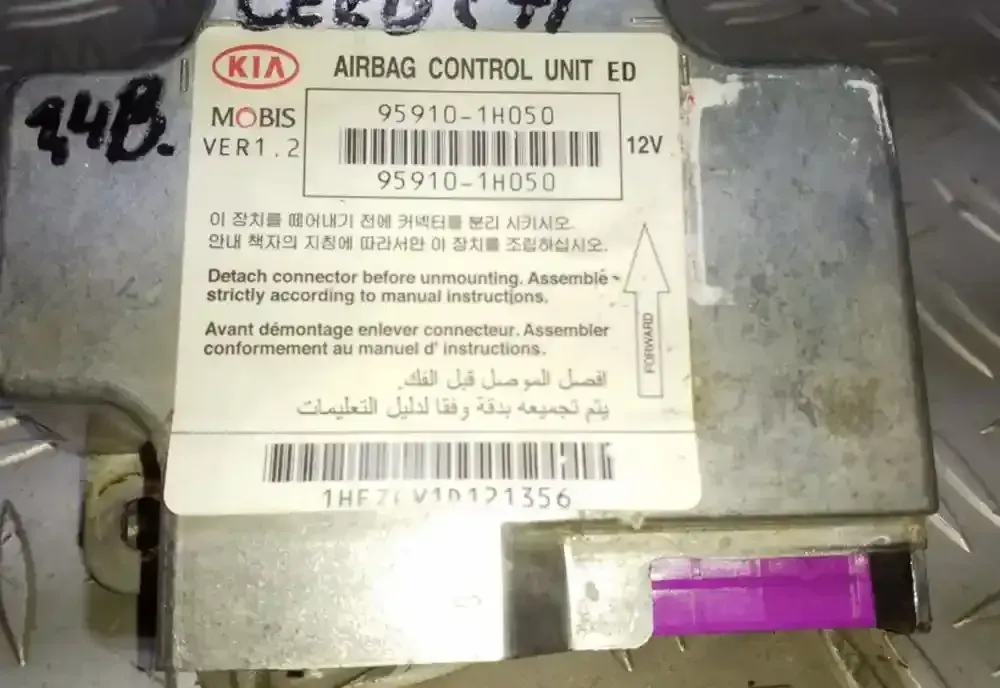 KIA AIRBAG CONTROL UNIT ED
MOBIS
VER1.2
95910-1H050
95910-1H050
12V
이 장치를 떼어내기 전에 커넥터를 분리 시키시오.
안내 책자의 지침에 따라서만 이 장치를 조립하십시오.
Detach connector before unmounting. Assemble
strictly according to manual instructions.
Avant démontage enlever connecteur. Assembler
conformement au manuel d' instructions.
افصل الموصل قبل الفك.
يتم تجميعه بدقة وفقا لدليل التعليمات
FORWARD
24B.